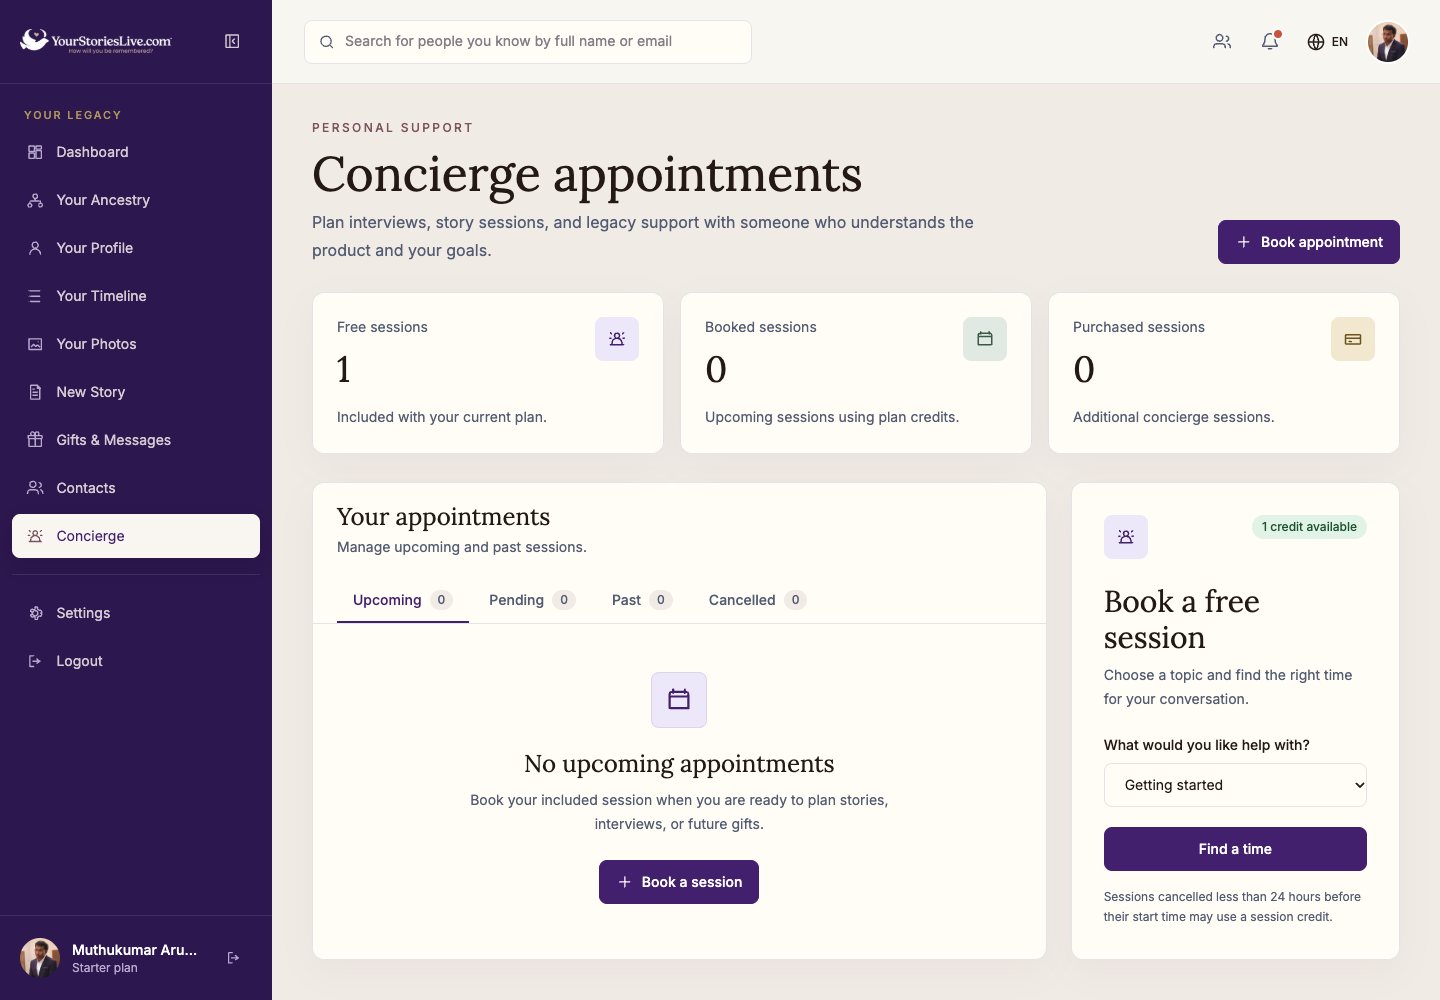 YourStoriesLive.com
How will you be remembered?
YOUR LEGACY
Dashboard
Your Ancestry
Your Profile
Your Timeline
Your Photos
New Story
Gifts & Messages
Contacts
Concierge
Settings
Logout
Muthukumar Aru...
Starter plan
Search for people you know by full name or email
EN
PERSONAL SUPPORT
Concierge appointments
Plan interviews, story sessions, and legacy support with someone who understands the
product and your goals.
Book appointment
Free sessions
1
Included with your current plan.
Booked sessions
0
Upcoming sessions using plan credits.
Purchased sessions
0
Additional concierge sessions.
Your appointments
Manage upcoming and past sessions.
Upcoming 0 Pending 0 Past 0 Cancelled 0
No upcoming appointments
Book your included session when you are ready to plan stories,
interviews, or future gifts.
Book a session
1 credit available
Book a free
session
Choose a topic and find the right time
for your conversation.
What would you like help with?
Getting started
Find a time
Sessions cancelled less than 24 hours before
their start time may use a session credit.